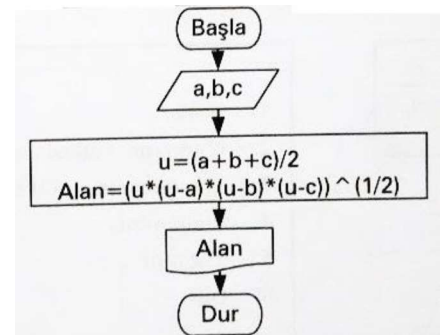 Başla
a,b,c
u=(a+b+c)/2
Alan=(u*(u-a)*(u-b)*(u-c))^(1/2)
Alan
Dur